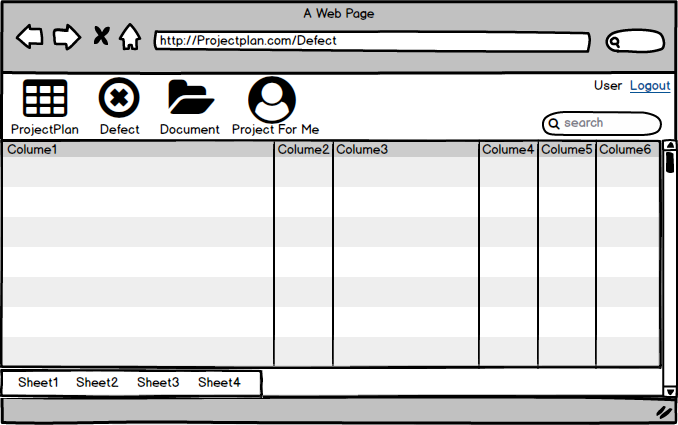 A Web Page
http://Projectplan.com/Defect
User Logout
ProjectPlan Defect Document Project For Me
search
Colume1 Colume2 Colume3 Colume4 Colume5 Colume6
Sheet1 Sheet2 Sheet3 Sheet4